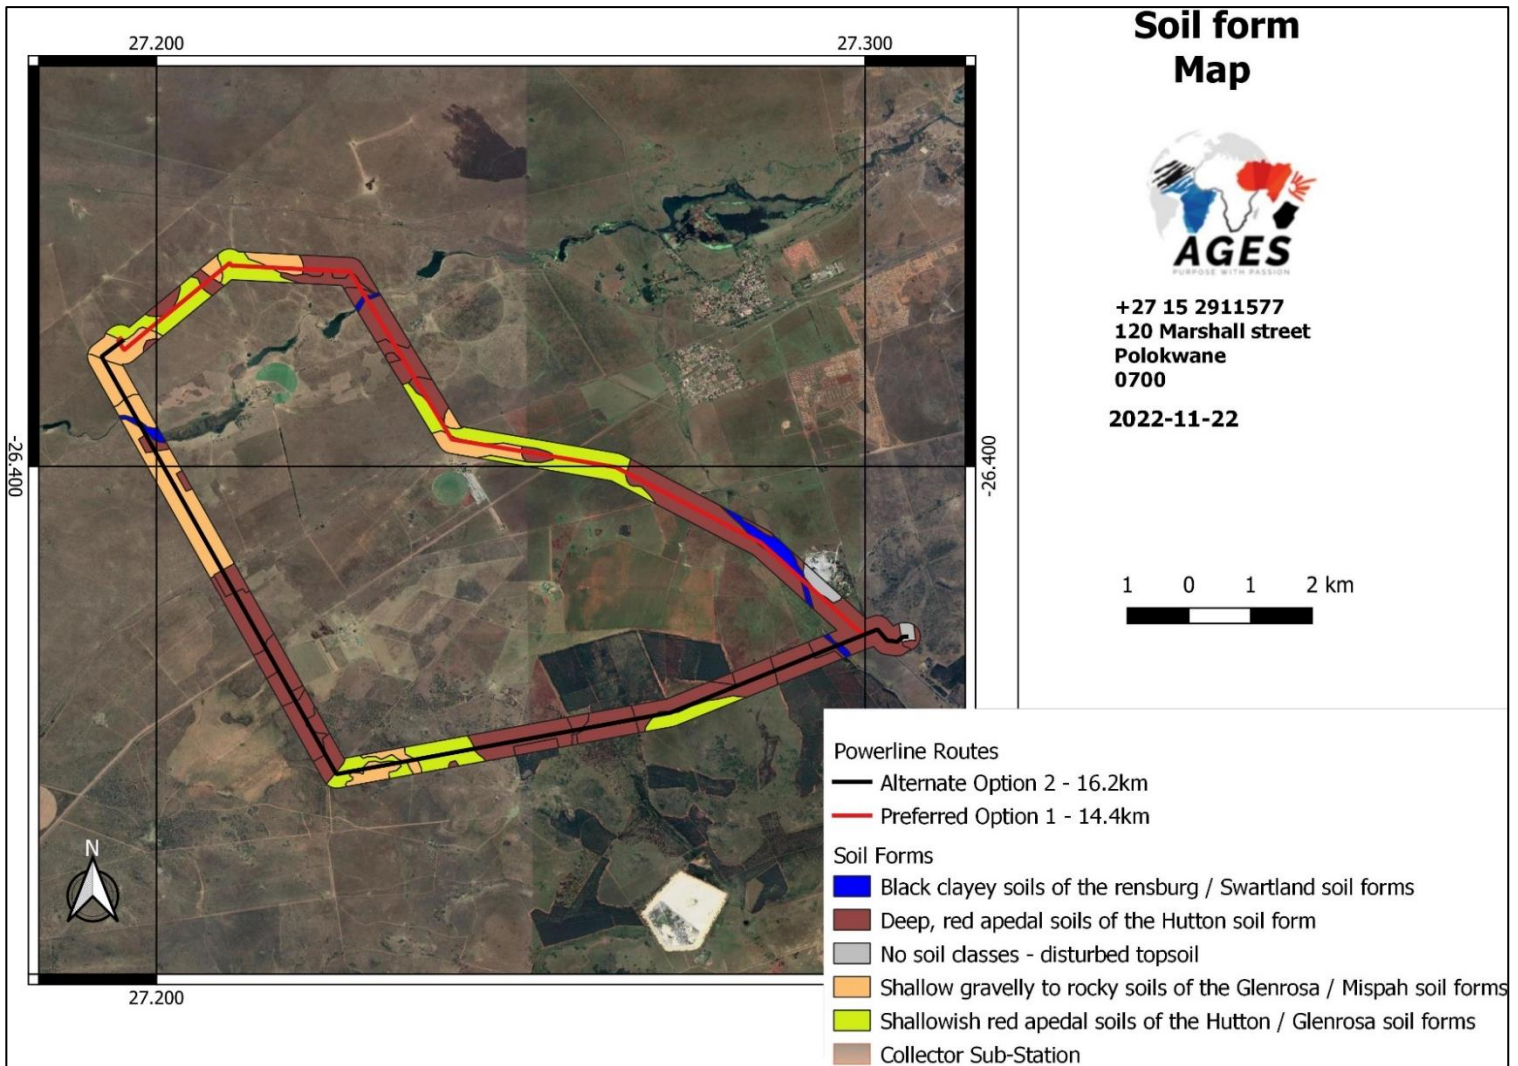 Soil form
Map
27.200
27.300
AGES
PURPOSE WITH PASSION
+27 15 2911577
120 Marshall street
Polokwane
0700
2022-11-22
-26.400
-26.400
1 0 1 2 km
N
27.200
Powerline Routes
Alternate Option 2 - 16.2km
Preferred Option 1 - 14.4km
Soil Forms
Black clayey soils of the rensburg / Swartland soil forms
Deep, red apedal soils of the Hutton soil form
No soil classes - disturbed topsoil
Shallow gravelly to rocky soils of the Glenrosa / Mispah soil forms
Shallowish red apedal soils of the Hutton / Glenrosa soil forms
Collector Sub-Station